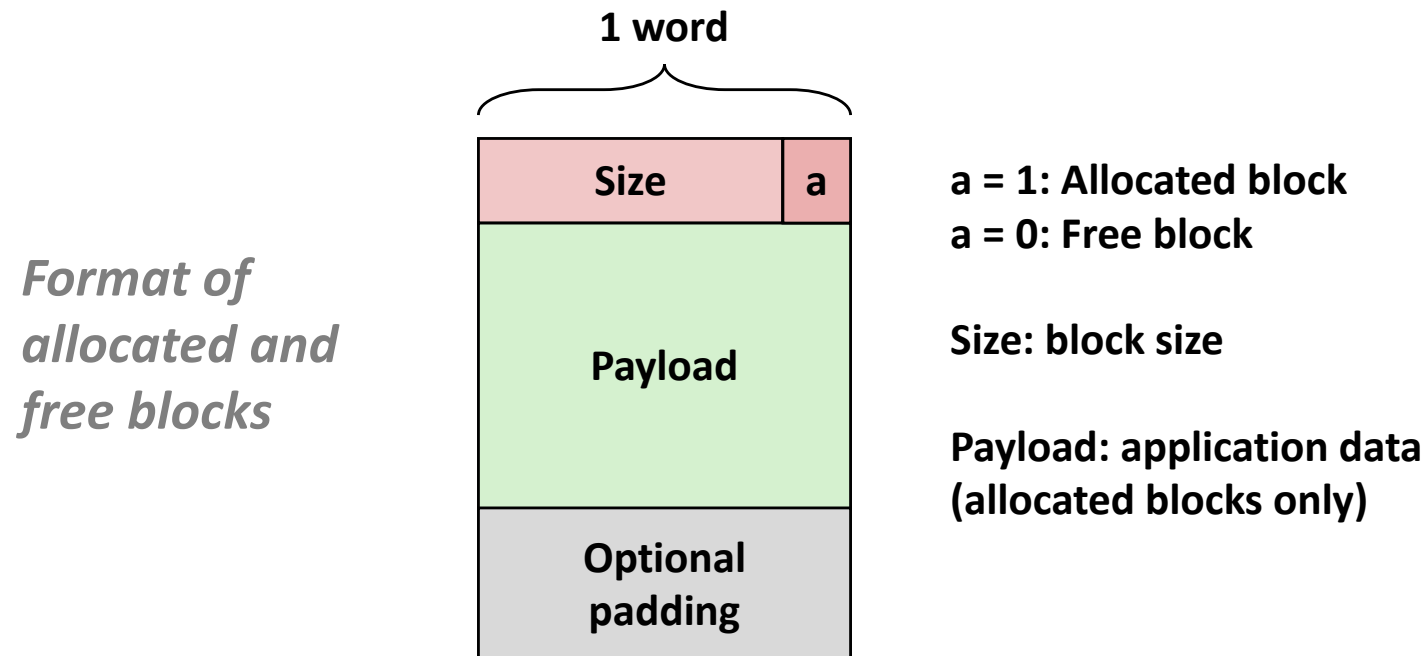 1 word
Size a
Format of
allocated and
free blocks
Payload
Optional
padding
a = 1: Allocated block
a = 0: Free block
Size: block size
Payload: application data
(allocated blocks only)